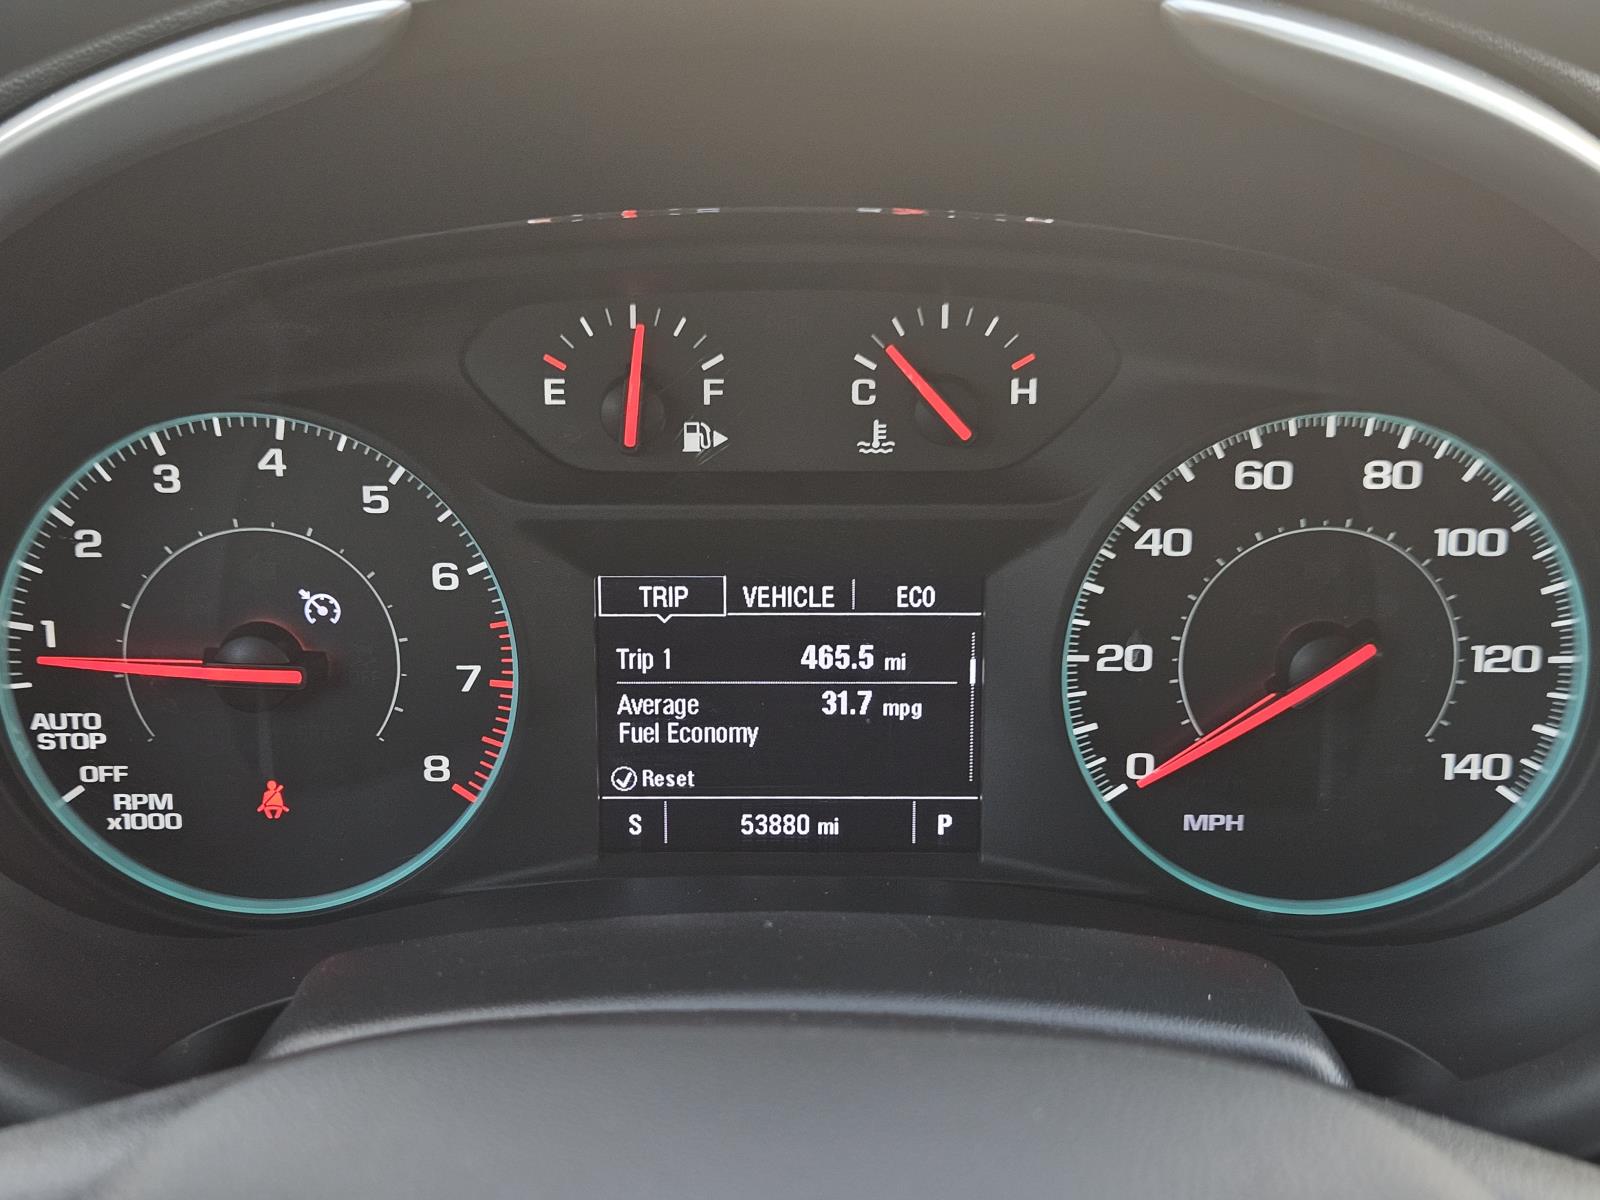 E F
C H
1 2 3 4 5 6 7 8
AUTO
STOP
OFF
RPM
x1000
TRIP VEHICLE ECO
Trip 1 465.5 mi
Average 31.7 mpg
Fuel Economy
Reset
S 53880 mi P
0 20 40 60 80 100 120 140
MPH